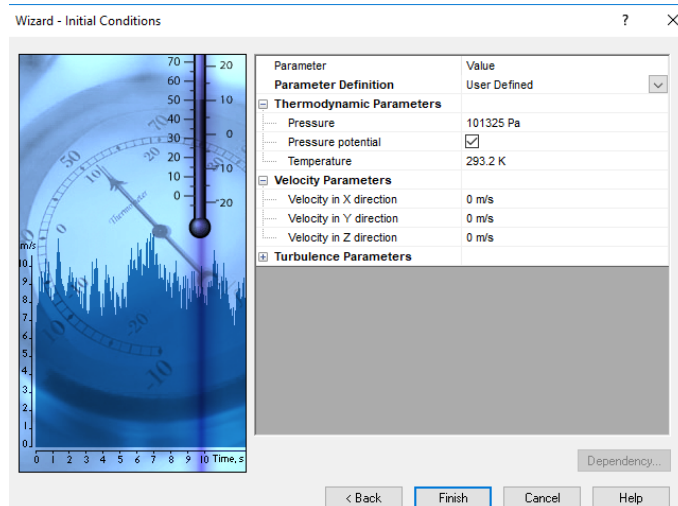 Wizard - Initial Conditions ? X
Parameter Value
Parameter Definition User Defined
Thermodynamic Parameters
Pressure 101325 Pa
Pressure potential
Temperature 293.2 K
Velocity Parameters
Velocity in X direction 0 m/s
Velocity in Y direction 0 m/s
Velocity in Z direction 0 m/s
Turbulence Parameters
70 20
60
50 10
40
30 0
20
10 -10
0 -20
Thermometer
m/s
10
9
8
7
6
5
4
3
2
1
0
0 1 2 3 4 5 6 7 8 9 10 Time, s
Dependency...
< Back Finish Cancel Help